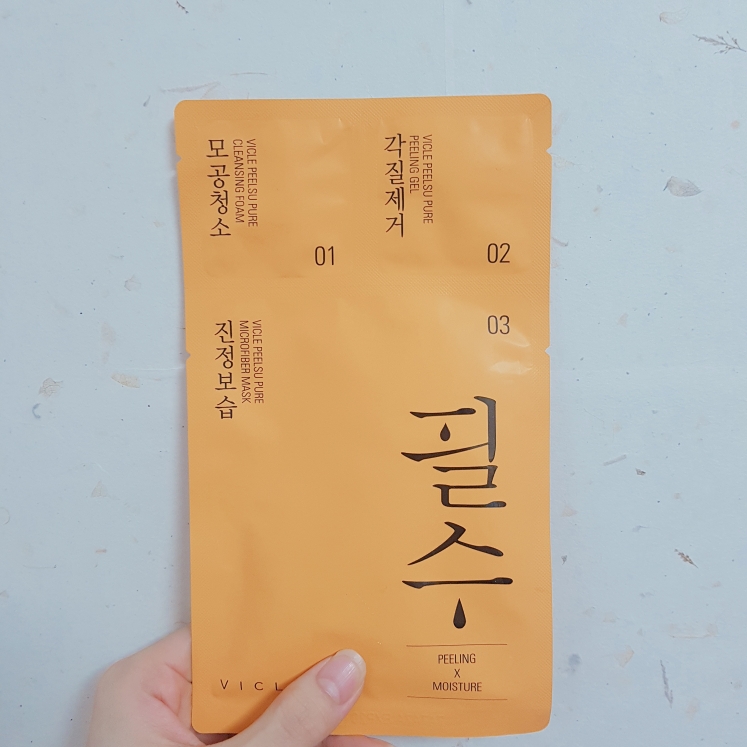 모공청소
VICLE PEELSU PURE
CLEANSING FOAM
01
각질제거
VICLE PEELSU PURE
PEELING GEL
02
진정보습
VICLE PEELSU PURE
MICROFIBER MASK
03
필수
PEELING
X
MOISTURE
VICL